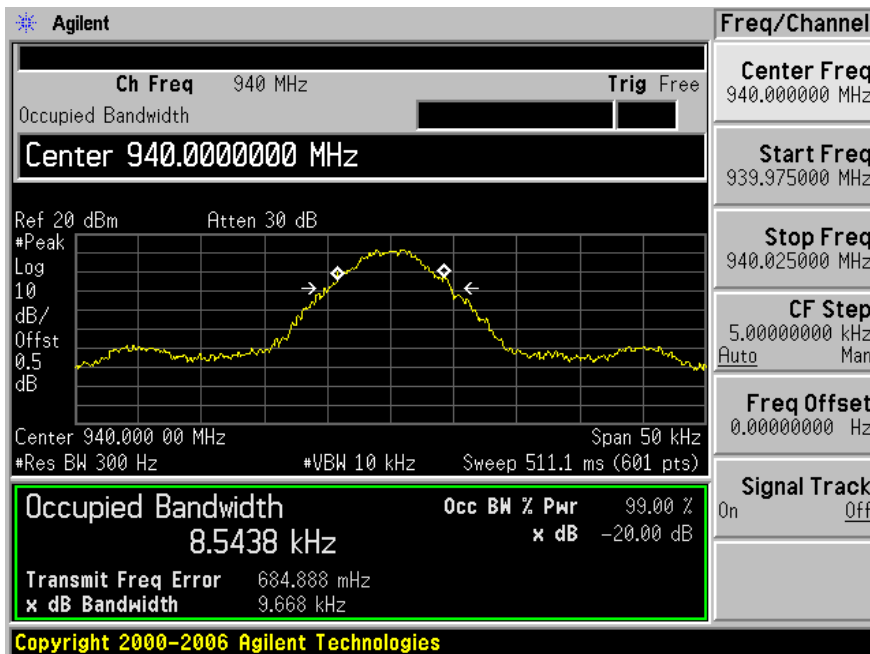 Agilent
Freq/Channel
Ch Freq 940 MHz Trig Free
Occupied Bandwidth
Center 940.0000000 MHz
Ref 20 dBm Atten 30 dB
#Peak
Log
10
dB/
Offst
0.5
dB
Center 940.000 00 MHz Span 50 kHz
#Res BW 300 Hz #VBW 10 kHz Sweep 511.1 ms (601 pts)
Occupied Bandwidth Occ BW % Pwr 99.00 %
8.5438 kHz x dB -20.00 dB
Transmit Freq Error 684.888 mHz
x dB Bandwidth 9.668 kHz
Copyright 2000-2006 Agilent Technologies
Center Freq
940.000000 MHz
Start Freq
939.975000 MHz
Stop Freq
940.025000 MHz
CF Step
5.00000000 kHz
Auto Man
Freq Offset
0.00000000 Hz
Signal Track
On Off